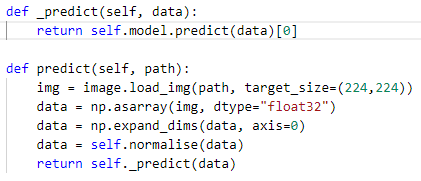 def _predict(self, data):
    return self.model.predict(data)[0]
def predict(self, path):
    img = image.load_img(path, target_size=(224,224))
    data = np.asarray(img, dtype="float32")
    data = np.expand_dims(data, axis=0)
    data = self.normalise(data)
    return self._predict(data)